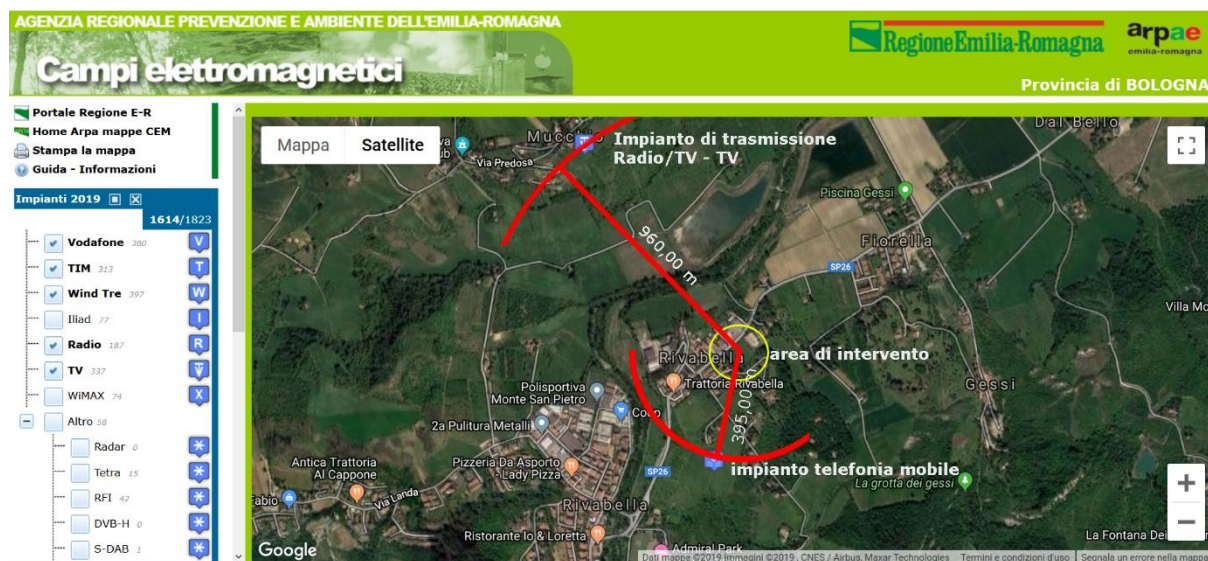 AGENZIA REGIONALE PREVENZIONE E AMBIENTE DELL'EMILIA-ROMAGNA
Campi elettromagnetici
RegioneEmilia-Romagna
arpae
emilia-romagna
Provincia di BOLOGNA
Portale Regione E-R
Home Arpa mappe CEM
Stampa la mappa
Guida - Informazioni
Impianti 2019
1614/1823
Vodafone 380 V
TIM 313 T
Wind Tre 397 W
Iliad 77 I
Radio 187 R
TV 337
WiMAX 74 X
Altro 58
Radar 0
Tetra 15
RFI 42
DVB-H 0
S-DAB 1
Mappa
Satellite
Via Predosa
Impianto di trasmissione
Radio/TV - TV
Dal Bello
Piscina Gessi
Fiorella
SP26
960,00 m
Villa Mo
Rivabella
area di intervento
Trattoria Rivabella
Gessi
Polisportiva
Monte San Pietro
Coop
395,00 m
2a Pulitura Metalli
Antica Trattoria
Al Cappone
Pizzeria Da Asporto
- Lady Pizza
SP26
impianto telefonia mobile
La grotta dei gessi
Fabio
Via Landa
Rivabella
Ristorante Io & Loretta
Admiral Park
La Fontana Dei
Google
Dati mappa ©2019 Immagini ©2019 , CNES / Airbus, Maxar Technologies
Termini e condizioni d'uso
Segnala un errore nella mappa